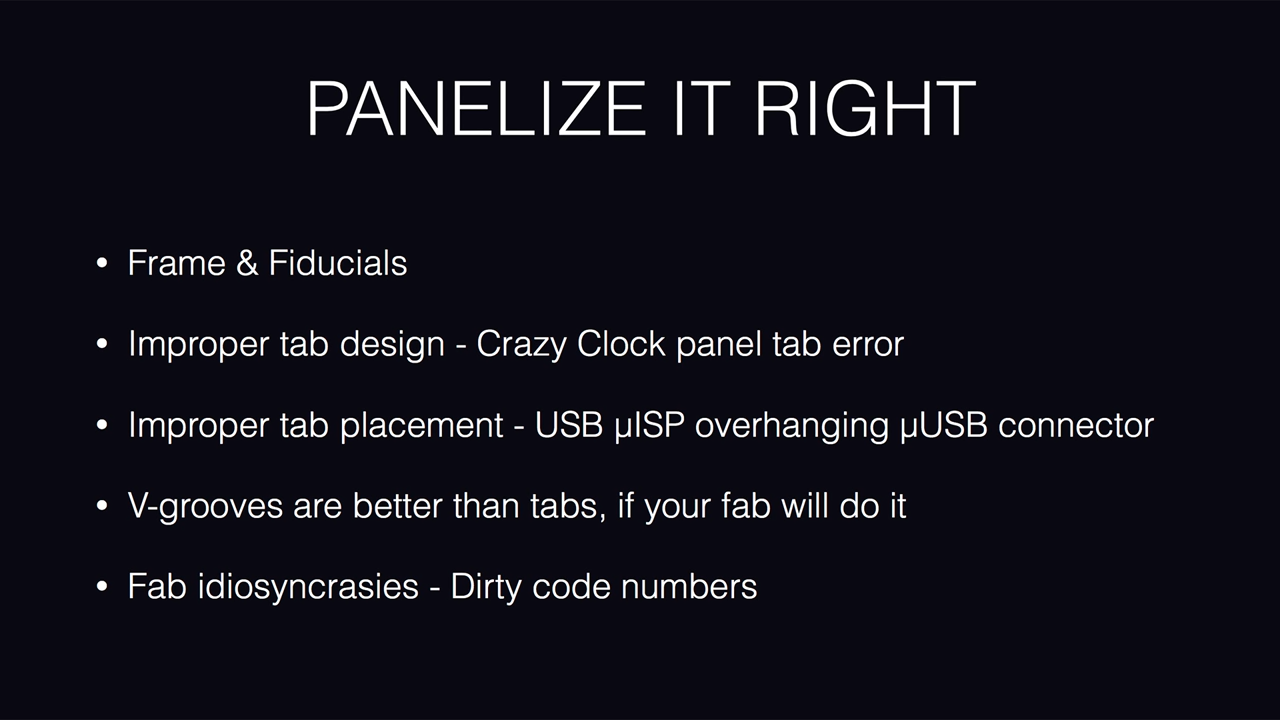 PANELIZE IT RIGHT
• Frame & Fiducials
• Improper tab design - Crazy Clock panel tab error
• Improper tab placement - USB µISP overhanging µUSB connector
• V-grooves are better than tabs, if your fab will do it
• Fab idiosyncrasies - Dirty code numbers